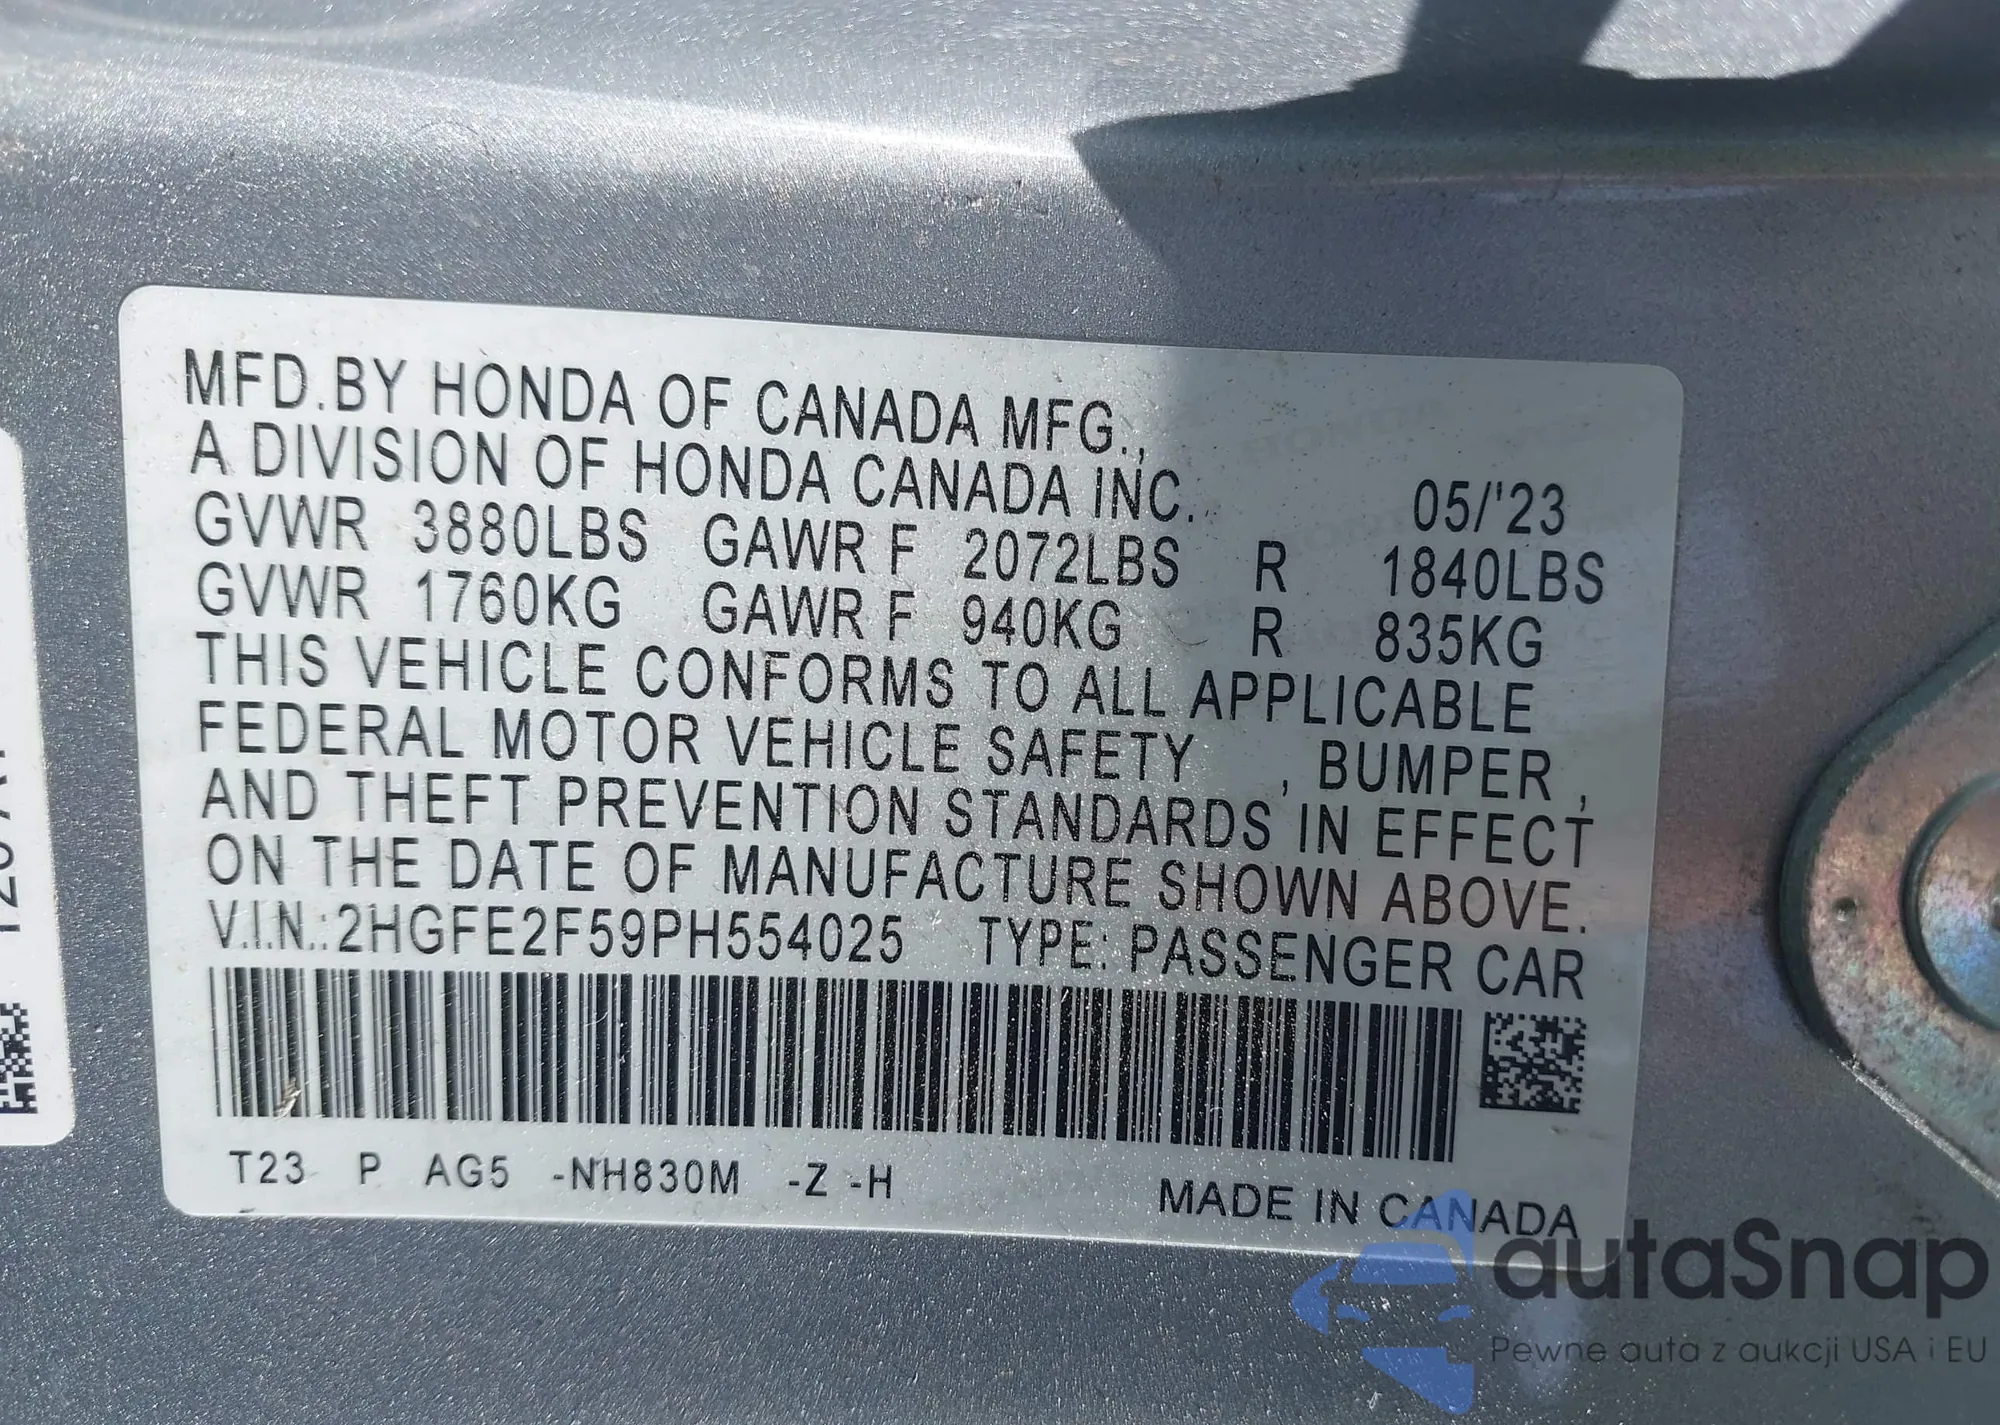 MFD.BY HONDA OF CANADA MFG.,
A DIVISION OF HONDA CANADA INC. 05/'23
GVWR 3880LBS GAWR F 2072LBS R 1840LBS
GVWR 1760KG GAWR F 940KG R 835KG
THIS VEHICLE CONFORMS TO ALL APPLICABLE
FEDERAL MOTOR VEHICLE SAFETY , BUMPER ,
AND THEFT PREVENTION STANDARDS IN EFFECT
ON THE DATE OF MANUFACTURE SHOWN ABOVE.
V.I.N.:2HGFE2F59PH554025 TYPE: PASSENGER CAR
T23 P AG5 -NH830M -Z -H
MADE IN CANADA
autaSnap
Pewne auta z aukcji USA i EU